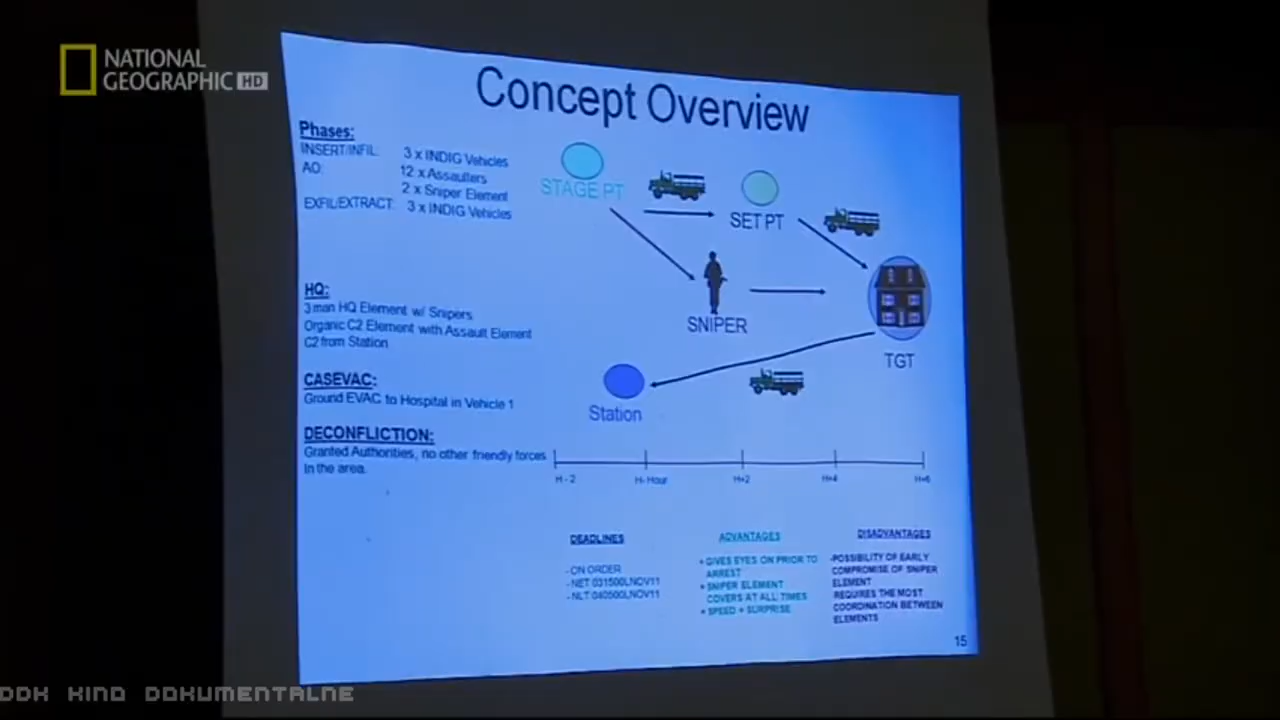 NATIONAL
GEOGRAPHIC HD
Concept Overview
Phases:
INSERT/INFIL: 3 x INDIG Vehicles
AO: 12 x Assaulters
2 x Sniper Element
EXFIL/EXTRACT: 3 x INDIG Vehicles
STAGE PT
SET PT
SNIPER
TGT
Station
HQ:
3 man HQ Element w/ Snipers
Organic C2 Element with Assault Element
C2 from Station
CASEVAC:
Ground EVAC to Hospital in Vehicle 1
DECONFLICTION:
Granted Authorities, no other friendly forces
In the area.
H - 2
H- Hour
H+2
H+4
H+6
DEADLINES
- ON ORDER
- NET 031500LNOV11
- NLT 040500LNOV11
ADVANTAGES
+ GIVES EYES ON PRIOR TO
ARREST
+ SNIPER ELEMENT
COVERS AT ALL TIMES
+ SPEED + SURPRISE
DISADVANTAGES
-POSSIBILITY OF EARLY
COMPROMISE OF SNIPER
ELEMENT
REQUIRES THE MOST
COORDINATION BETWEEN
ELEMENTS
15
DDK KINO DOKUMENTALNE